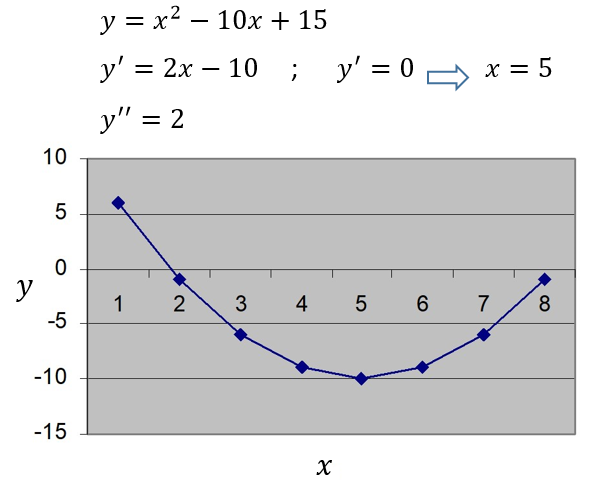 y = x² − 10x + 15
y′ = 2x − 10 ; y′ = 0 ⇨ x = 5
y″ = 2
10
5
0
-5
-10
-15
y
1 2 3 4 5 6 7 8
x